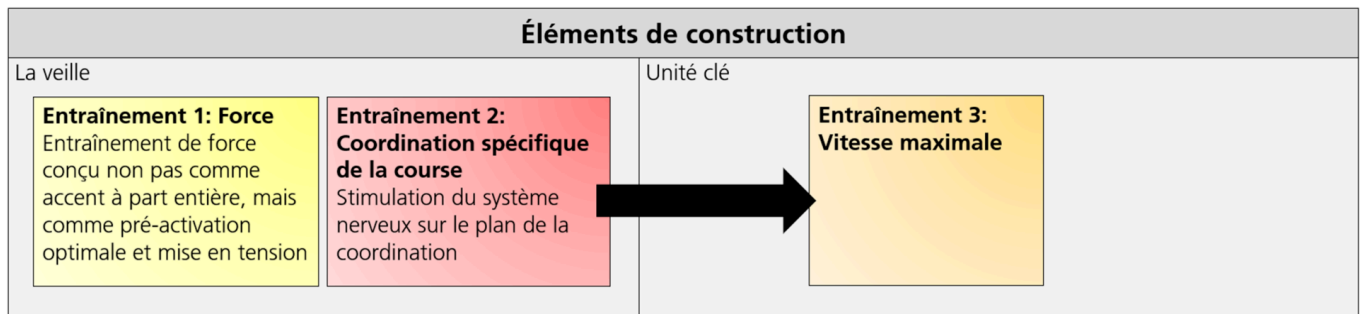 Éléments de construction
La veille
Unité clé
Entraînement 1: Force
Entraînement de force
conçu non pas comme
accent à part entière, mais
comme pré-activation
optimale et mise en tension
Entraînement 2:
Coordination spécifique
de la course
Stimulation du système
nerveux sur le plan de la
coordination
Entraînement 3:
Vitesse maximale